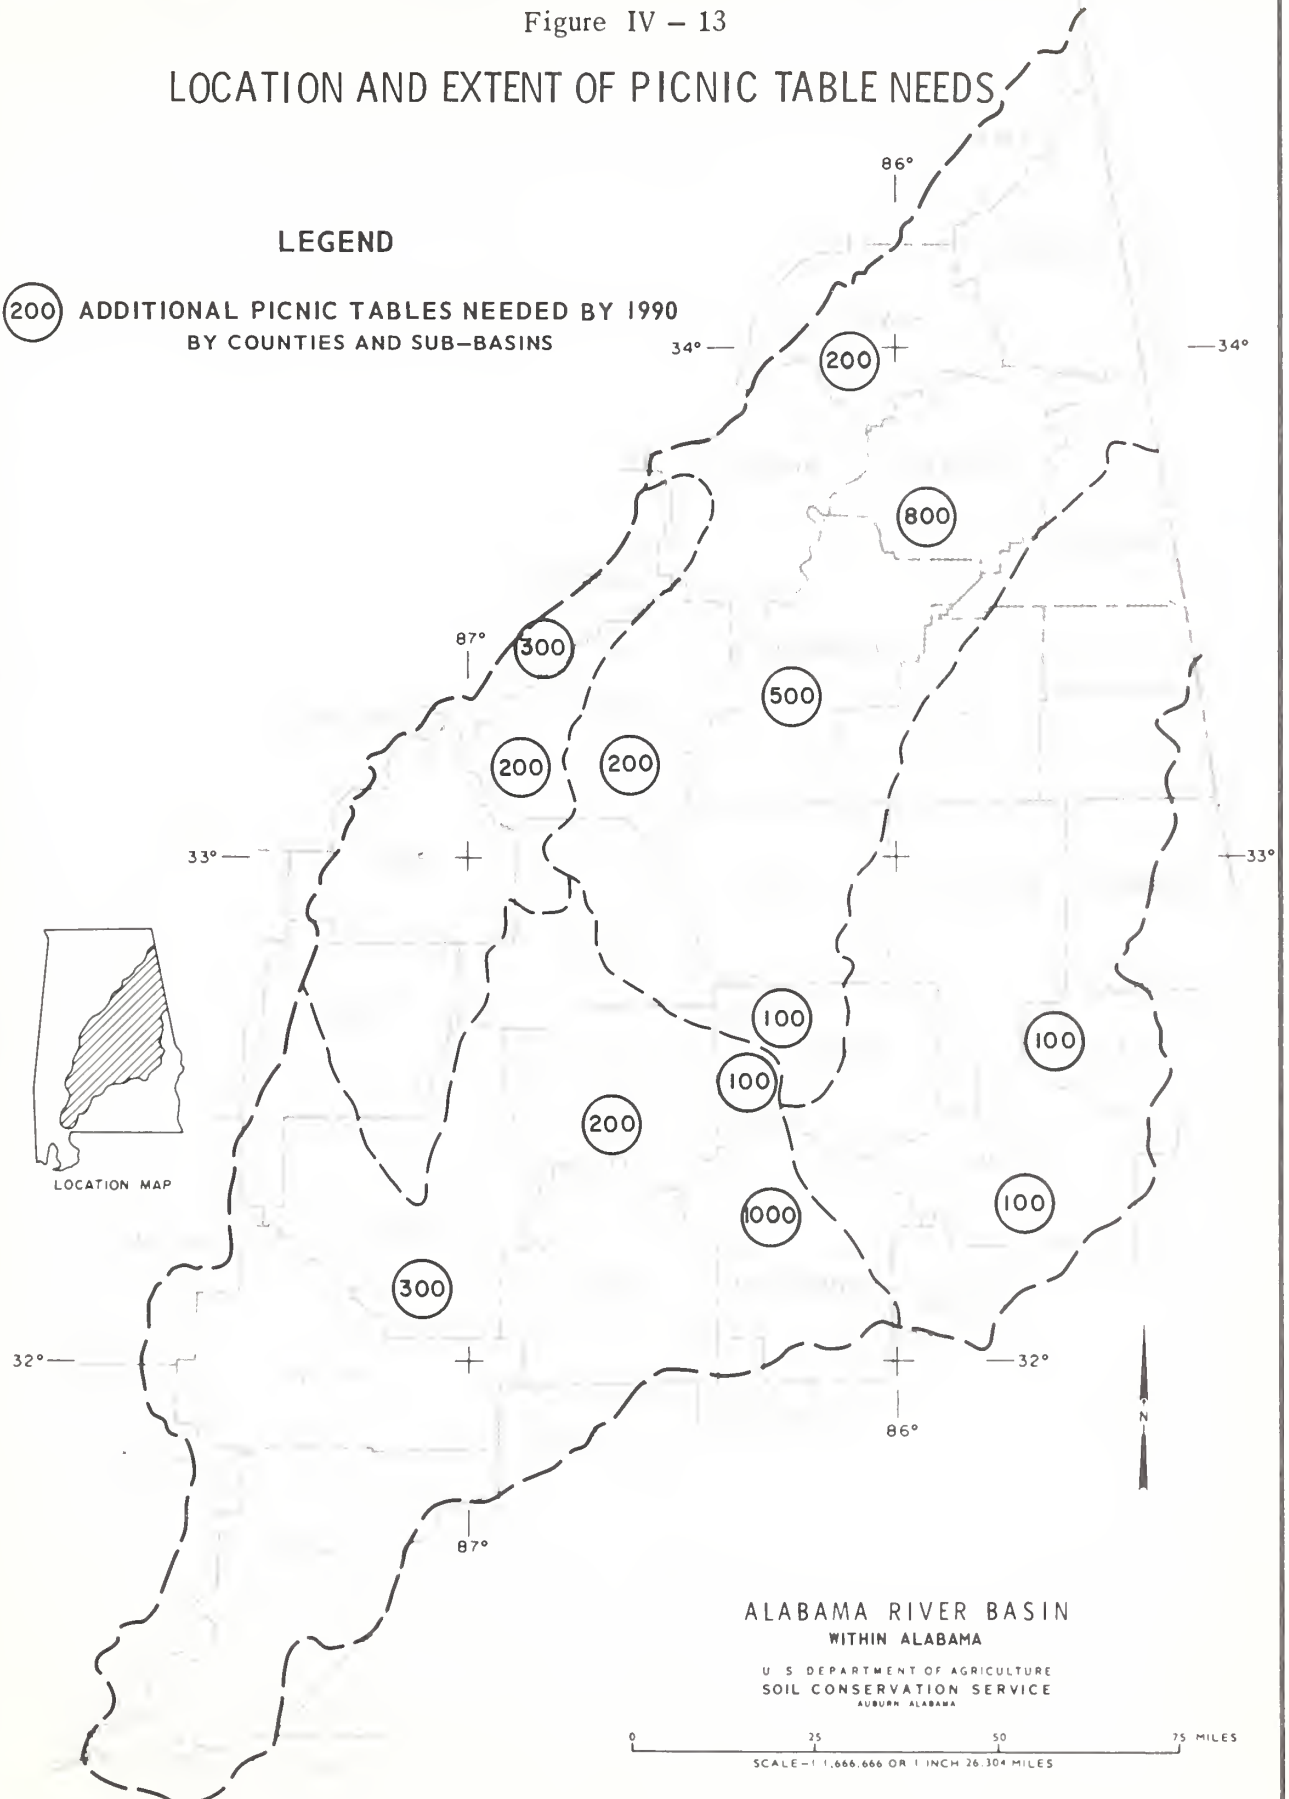 Figure IV – 13
LOCATION AND EXTENT OF PICNIC TABLE NEEDS
86°
LEGEND
200 ADDITIONAL PICNIC TABLES NEEDED BY 1990
BY COUNTIES AND SUB-BASINS
34°
34°
200
800
87°
300
500
200
200
33°
33°
100
100
100
200
LOCATION MAP
100
1000
300
32°
32°
N
86°
87°
ALABAMA RIVER BASIN
WITHIN ALABAMA
U S DEPARTMENT OF AGRICULTURE
SOIL CONSERVATION SERVICE
AUBURN ALABAMA
0 25 50 75 MILES
SCALE-1 1,666,666 OR 1 INCH 26.304 MILES